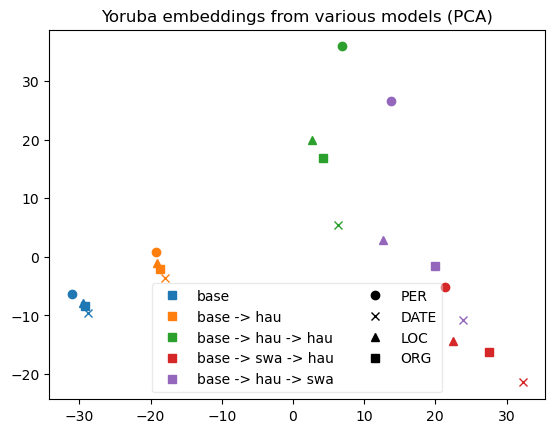 Yoruba embeddings from various models (PCA)
30
20
10
0
−10
−20
base
base -> hau
base -> hau -> hau
base -> swa -> hau
base -> hau -> swa
PER
DATE
LOC
ORG
−30
−20
−10
0
10
20
30